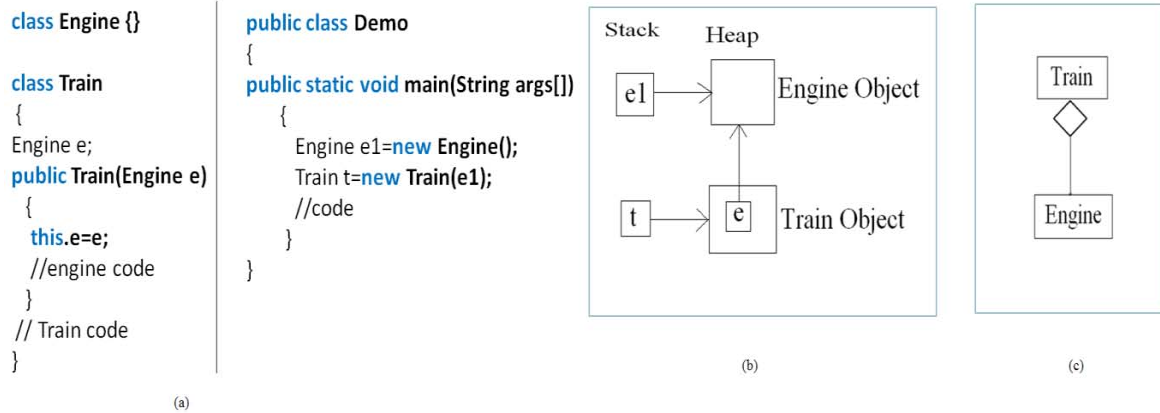 class Engine {}
class Train
{
Engine e;
public Train(Engine e)
{
this.e=e;
//engine code
}
// Train code
}
public class Demo
{
public static void main(String args[])
{
Engine e1=new Engine();
Train t=new Train(e1);
//code
}
}
(a)
Stack Heap
e1 Engine Object
t e Train Object
(b)
Train
Engine
(c)